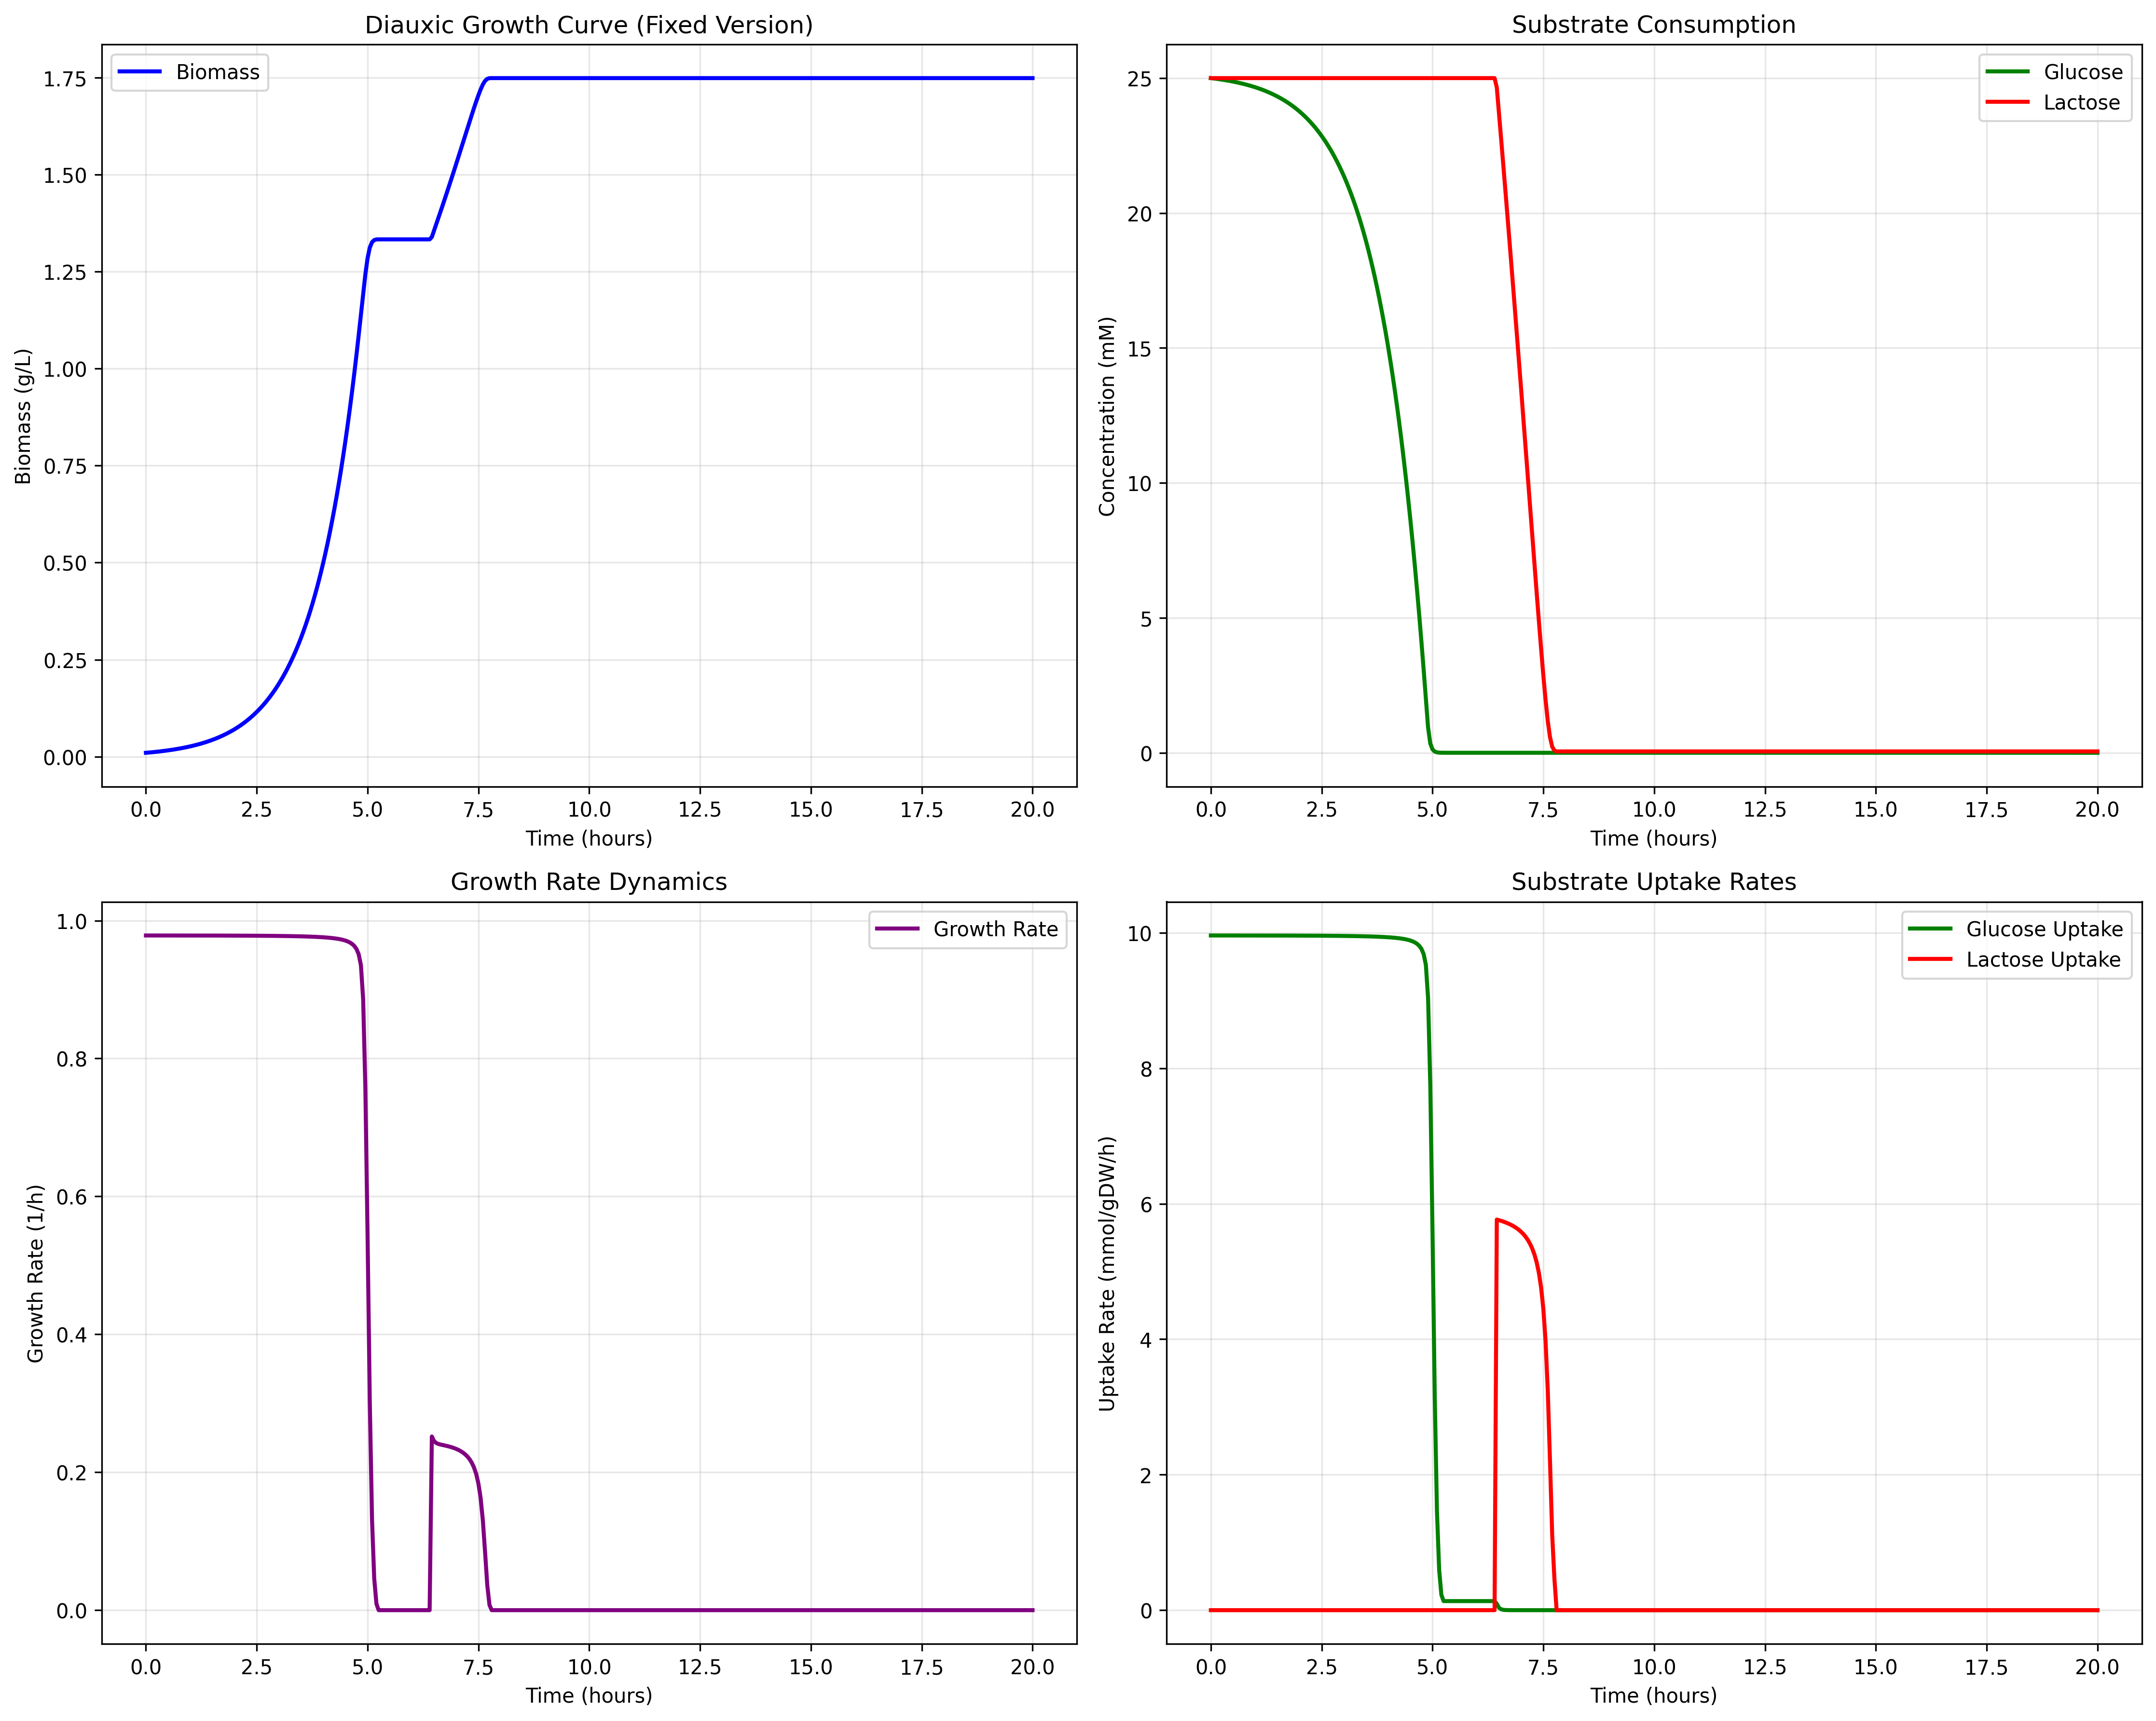 Diauxic Growth Curve (Fixed Version)
Biomass
Biomass (g/L)
1.75
1.50
1.25
1.00
0.75
0.50
0.25
0.00
0.0 2.5 5.0 7.5 10.0 12.5 15.0 17.5 20.0
Time (hours)
Substrate Consumption
Glucose
Lactose
Concentration (mM)
25
20
15
10
5
0
0.0 2.5 5.0 7.5 10.0 12.5 15.0 17.5 20.0
Time (hours)
Growth Rate Dynamics
Growth Rate
Growth Rate (1/h)
1.0
0.8
0.6
0.4
0.2
0.0
0.0 2.5 5.0 7.5 10.0 12.5 15.0 17.5 20.0
Time (hours)
Substrate Uptake Rates
Glucose Uptake
Lactose Uptake
Uptake Rate (mmol/gDW/h)
10
8
6
4
2
0
0.0 2.5 5.0 7.5 10.0 12.5 15.0 17.5 20.0
Time (hours)